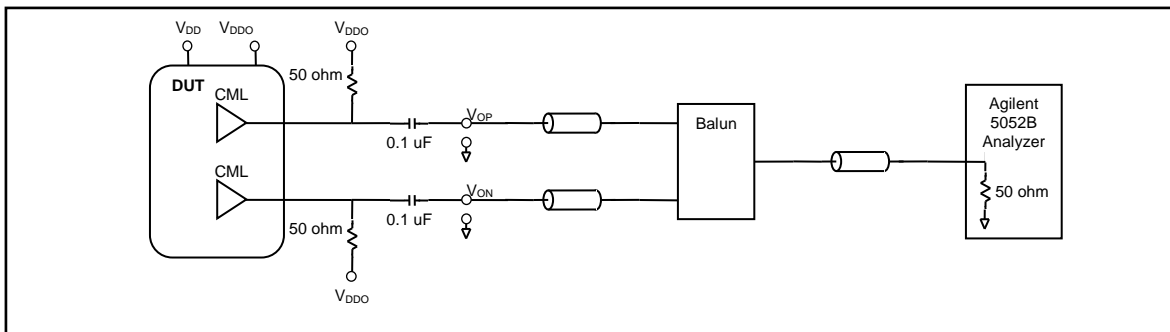 VDD VDDO VDDO
50 ohm
DUT
CML
VOP
Balun
Agilent
5052B
Analyzer
0.1 uF
CML
VON
50 ohm
0.1 uF
50 ohm
VDDO